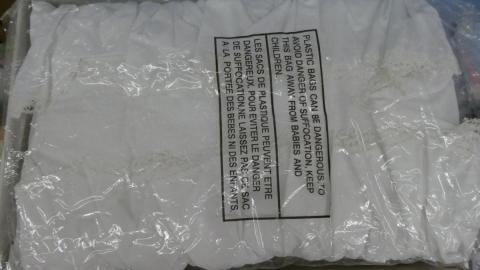 PLASTIC BAGS CAN BE DANGEROUS, TO
AVOID DANGER OF SUFFOCATION, KEEP
THIS BAG AWAY FROM BABIES AND
CHILDREN.
LES SACS DE PLASTIQUE PEUVENT ETRE
DANGEREUX. POUR EVITER LE DANGER
DE SUFFOCATION.NE LAISSEZ PAS CE SAC
A LA PORTEE DES BEBES NI DES ENFANTS.